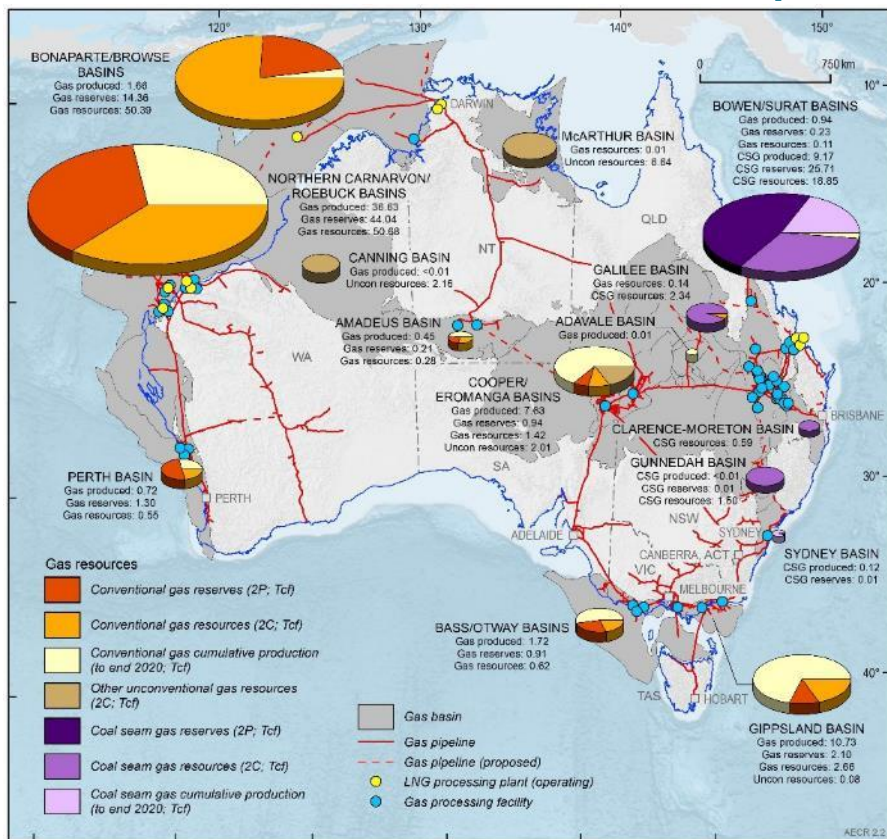 120°
130°
140°
150°
BONAPARTE/BROWSE
BASINS
Gas produced: 1.66
Gas reserves: 14.36
Gas resources: 50.39
DARWIN
0
750 km
10°
BOWEN/SURAT BASINS
Gas produced: 0.94
Gas reserves: 0.23
Gas resources: 0.11
CSG produced: 9.17
CSG reserves: 25.71
CSG resources: 18.85
McARTHUR BASIN
Gas resources: 0.01
Uncon resources: 6.64
NORTHERN CARNARVON/
ROEBUCK BASINS
Gas produced: 36.63
Gas reserves: 44.04
Gas resources: 50.68
QLD
NT
CANNING BASIN
Gas produced: <0.01
Uncon resources: 2.15
20°
GALILEE BASIN
Gas resources: 0.14
CSG resources: 2.34
AMADEUS BASIN
Gas produced: 0.45
Gas reserves: 0.21
Gas resources: 0.28
ADAVALE BASIN
Gas produced: 0.01
WA
COOPER/
EROMANGA BASINS
Gas produced: 7.63
Gas reserves: 0.94
Gas resources: 1.42
Uncon resources: 2.01
BRISBANE
CLARENCE-MORETON BASIN
CSG resources: 0.59
SA
GUNNEDAH BASIN
CSG produced: <0.01
CSG reserves: 0.01
CSG resources: 1.50
30°
PERTH BASIN
Gas produced: 0.72
Gas reserves: 1.30
Gas resources: 0.55
PERTH
NSW
SYDNEY
ADELAIDE
CANBERRA, ACT
SYDNEY BASIN
CSG produced: 0.12
CSG reserves: 0.01
VIC
MELBOURNE
Gas resources
Conventional gas reserves (2P; Tcf)
Conventional gas resources (2C; Tcf)
Conventional gas cumulative production
(to end 2020; Tcf)
Other unconventional gas resources
(2C; Tcf)
Coal seam gas reserves (2P; Tcf)
Coal seam gas resources (2C; Tcf)
Coal seam gas cumulative production
(to end 2020; Tcf)
BASS/OTWAY BASINS
Gas produced: 1.72
Gas reserves: 0.91
Gas resources: 0.62
40°
TAS
HOBART
Gas basin
Gas pipeline
Gas pipeline (proposed)
LNG processing plant (operating)
Gas processing facility
GIPPSLAND BASIN
Gas produced: 10.73
Gas reserves: 2.10
Gas resources: 2.66
Uncon resources: 0.08